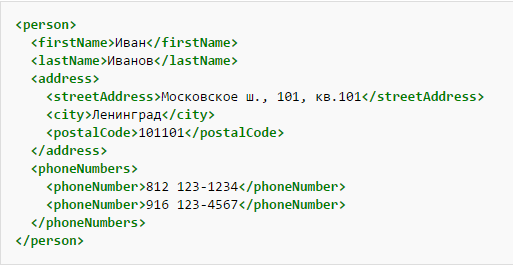 <person>
  <firstName>Иван</firstName>
  <lastName>Иванов</lastName>
  <address>
    <streetAddress>Московское ш., 101, кв.101</streetAddress>
    <city>Ленинград</city>
    <postalCode>101101</postalCode>
  </address>
  <phoneNumbers>
    <phoneNumber>812 123-1234</phoneNumber>
    <phoneNumber>916 123-4567</phoneNumber>
  </phoneNumbers>
</person>